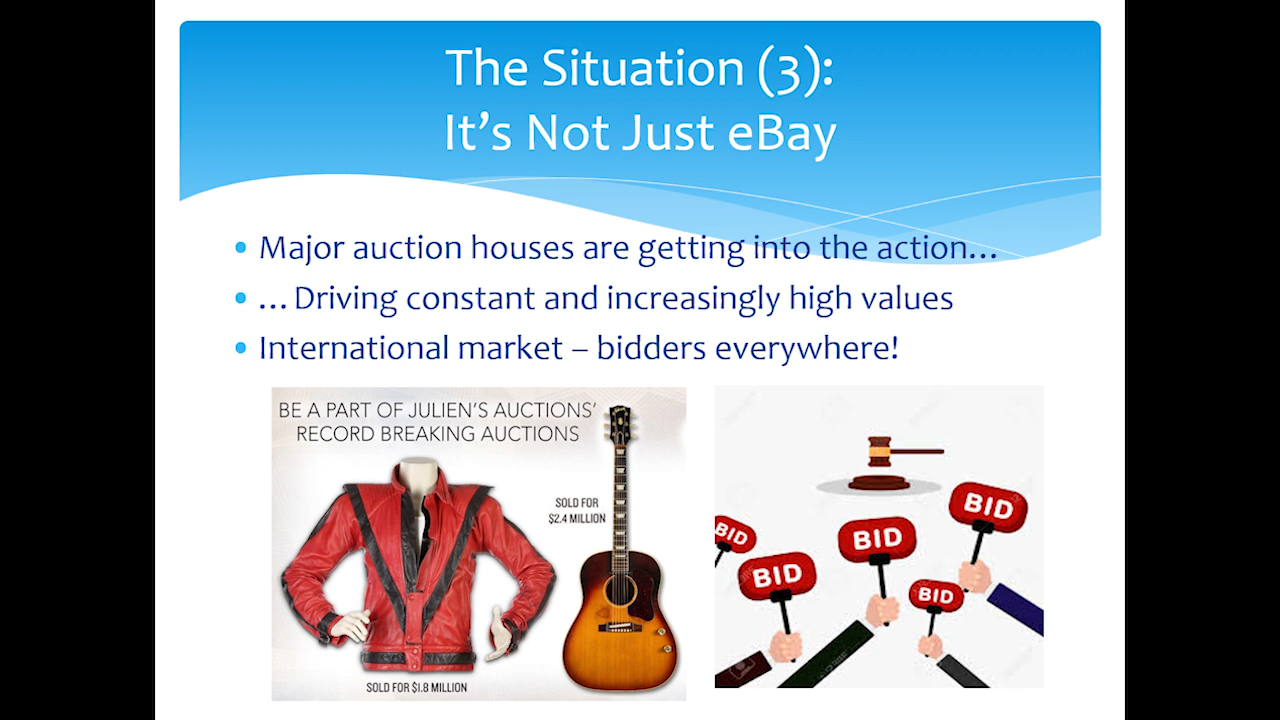 The Situation (3):
It's Not Just eBay
• Major auction houses are getting into the action…
• …Driving constant and increasingly high values
• International market – bidders everywhere!
BE A PART OF JULIEN'S AUCTIONS'
RECORD BREAKING AUCTIONS
SOLD FOR
$2.4 MILLION
SOLD FOR $1.8 MILLION
BID
BID
BID
BID
BID